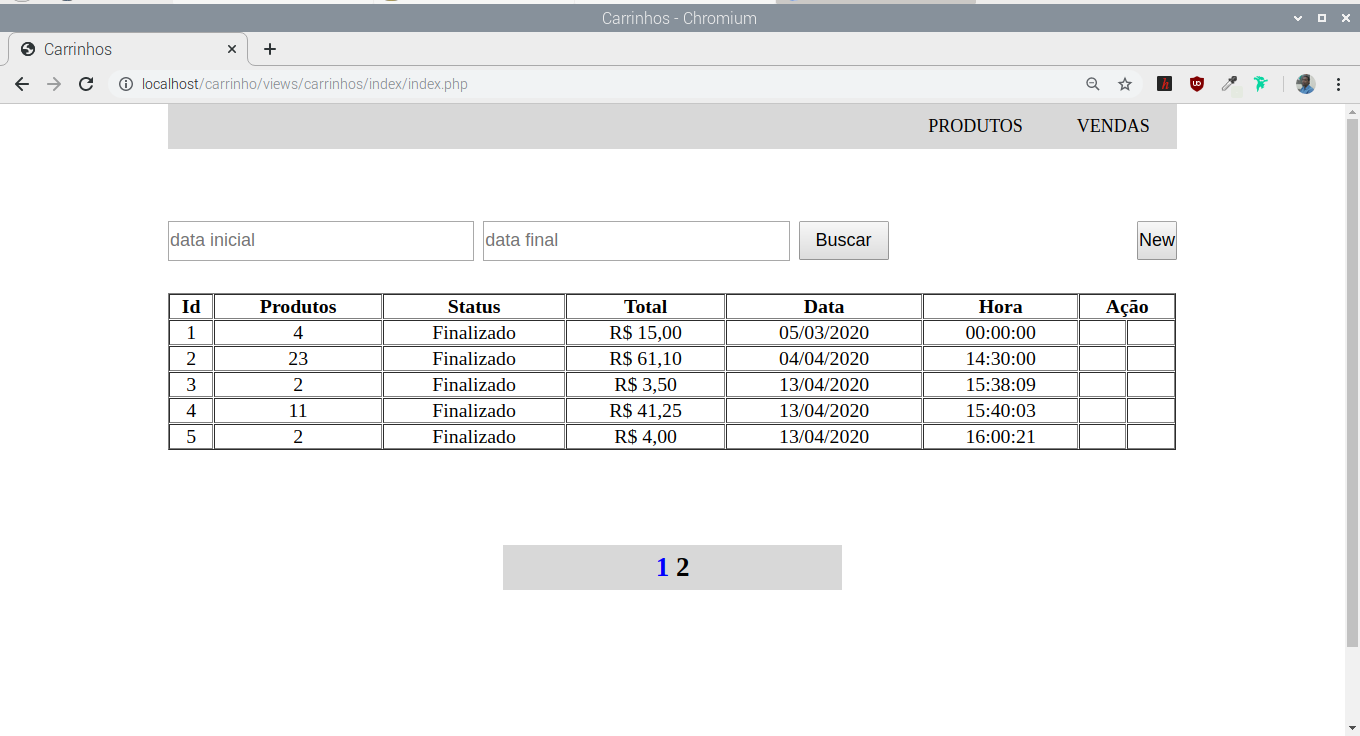 Carrinhos - Chromium
Carrinhos
localhost/carrinho/views/carrinhos/index/index.php
PRODUTOS VENDAS
data inicial data final Buscar New
Id Produtos Status Total Data Hora Ação
1 4 Finalizado R$ 15,00 05/03/2020 00:00:00
2 23 Finalizado R$ 61,10 04/04/2020 14:30:00
3 2 Finalizado R$ 3,50 13/04/2020 15:38:09
4 11 Finalizado R$ 41,25 13/04/2020 15:40:03
5 2 Finalizado R$ 4,00 13/04/2020 16:00:21
1 2